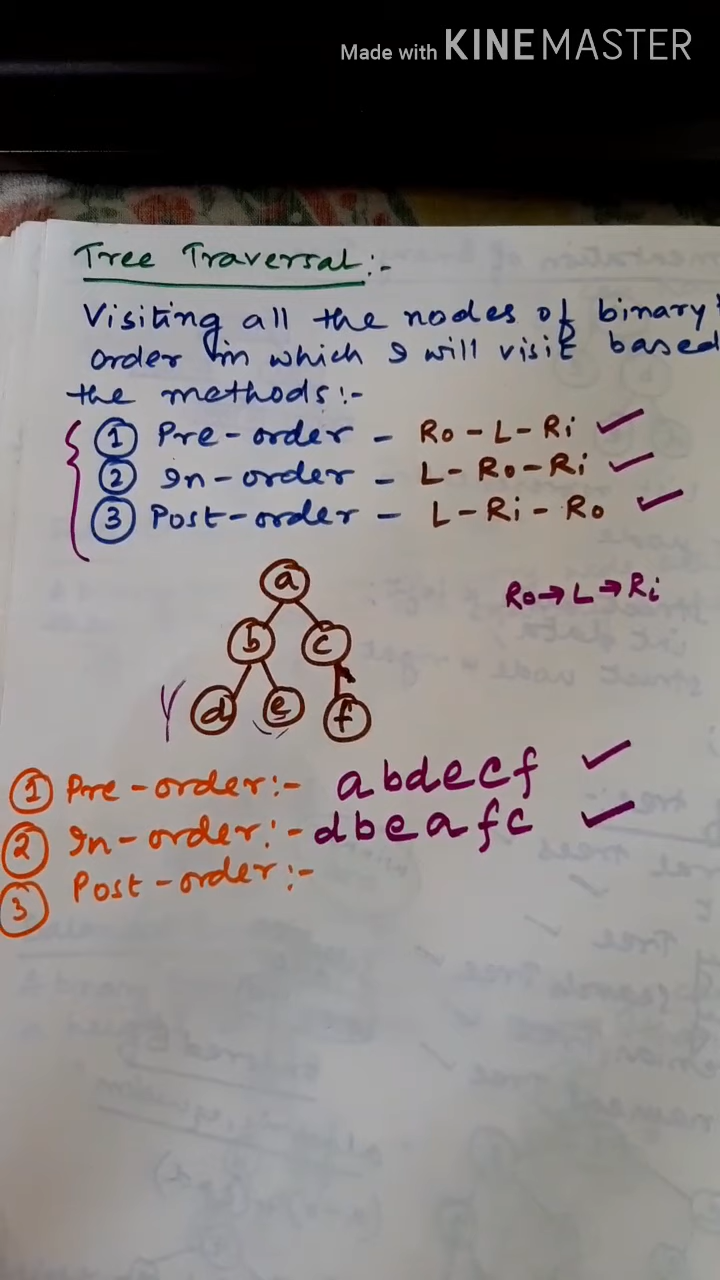 Made with KINEMASTER
Tree Traversal:-
Visiting all the nodes of binary
order in which I will visit based
the methods:-
① Pre-order - Ro-L-Ri ✓
② In-order - L-Ro-Ri ✓
③ Post-order - L-Ri-Ro ✓
a
Ro→L→Ri
b c
d e f
① Pre-order:- abdecf ✓
② In-order:- dbeafc ✓
③ Post-order:-